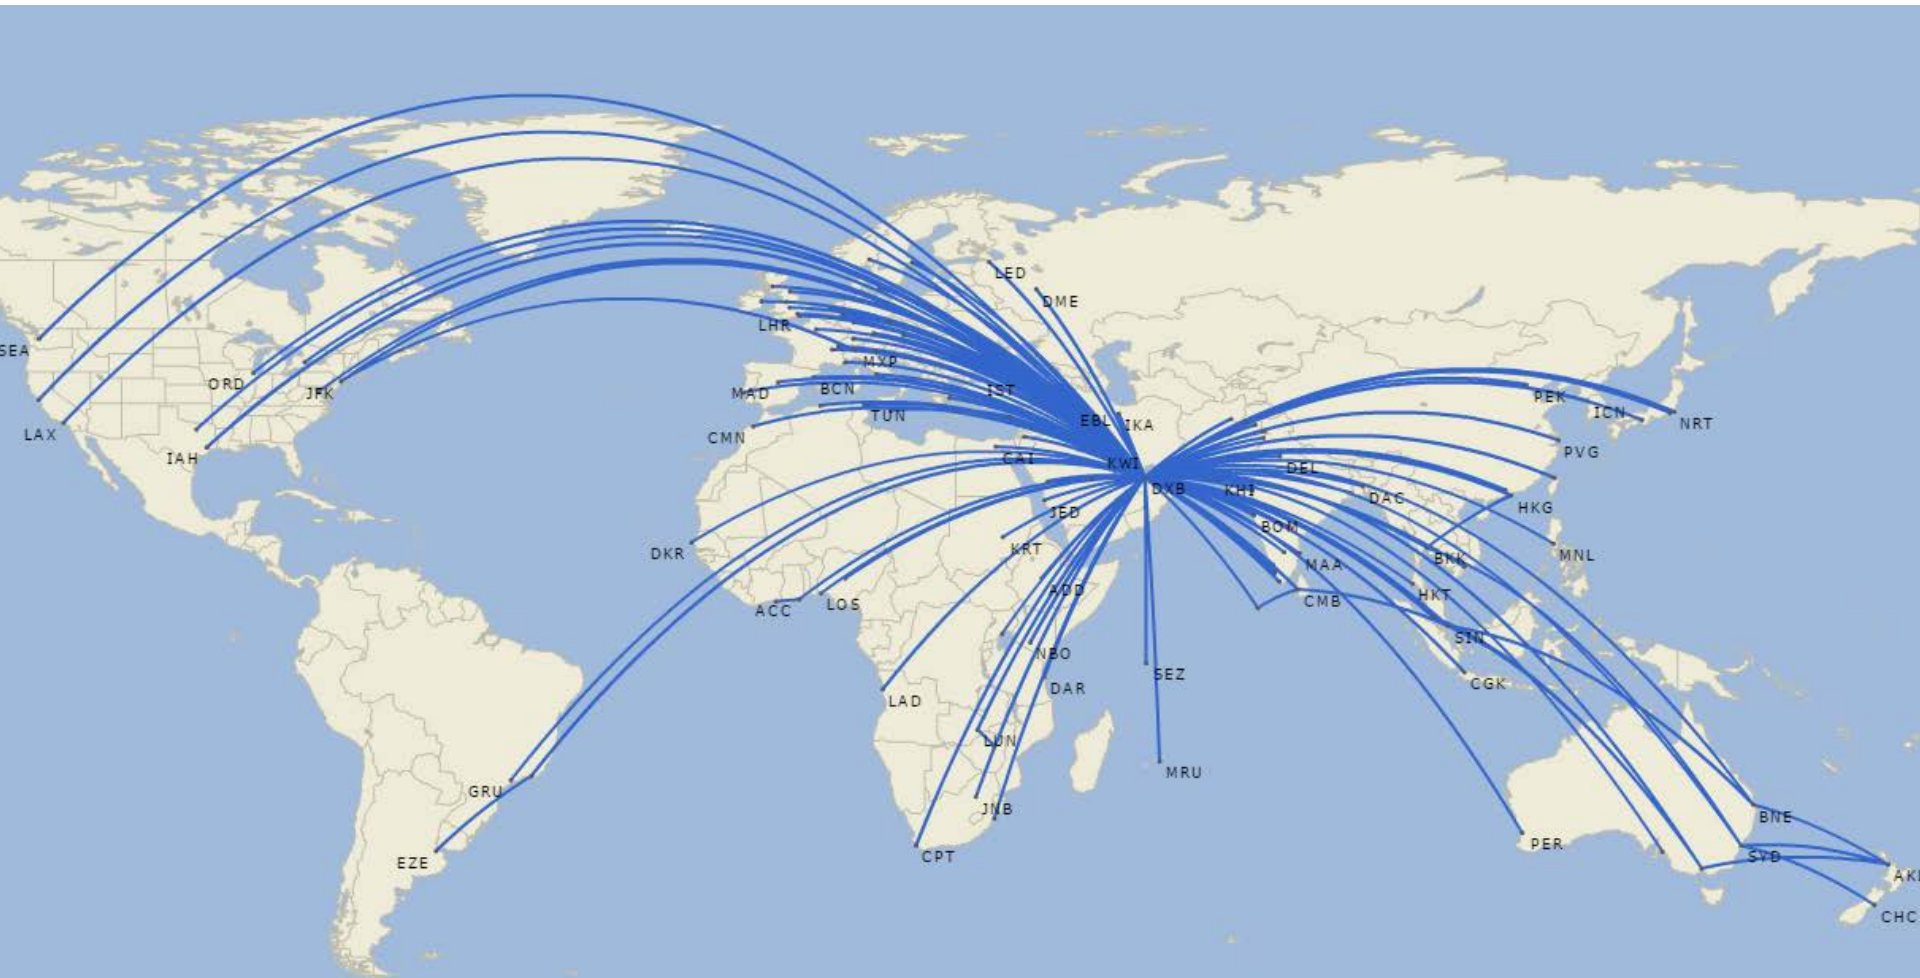 LED
DME
LHR
SEA
MXP
ORD
JFK
MAD
BCN
IST
PEK
TUN
ICN
EBL
IKA
NRT
LAX
CMN
IAH
CAI
KWI
DEL
PVG
DXB
KHI
DAC
JED
HKG
BOM
DKR
KRT
BKK
MNL
MAA
ADD
HKT
ACC
LOS
CMB
SIN
NBO
SEZ
DAR
CGK
LAD
LUN
MRU
GRU
JNB
BNE
PER
CPT
SYD
EZE
AKL
CHC